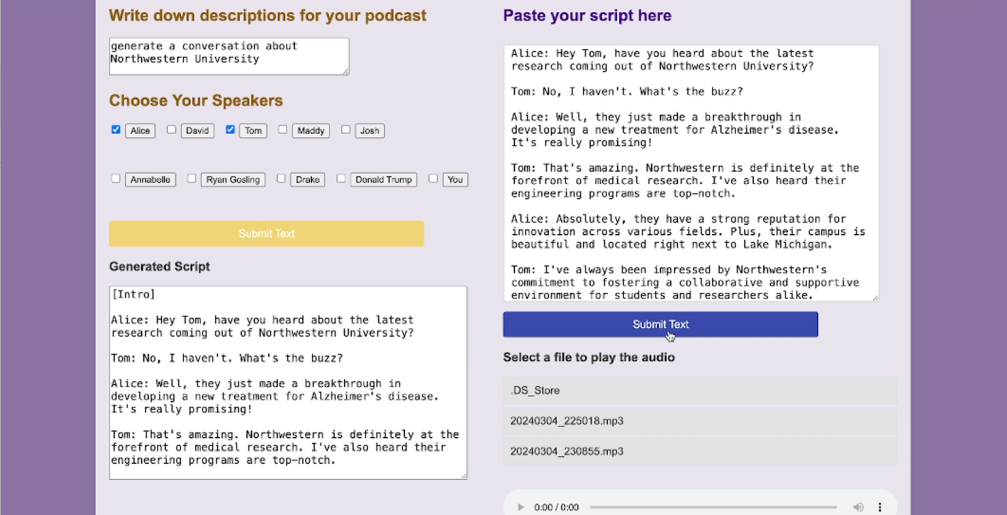 Write down descriptions for your podcast
generate a conversation about
Northwestern University
Choose Your Speakers
Alice David Tom Maddy Josh
Annabelle Ryan Gosling Drake Donald Trump You
Submit Text
Generated Script
[Intro]
Alice: Hey Tom, have you heard about the latest
research coming out of Northwestern University?
Tom: No, I haven't. What's the buzz?
Alice: Well, they just made a breakthrough in
developing a new treatment for Alzheimer's disease.
It's really promising!
Tom: That's amazing. Northwestern is definitely at the
forefront of medical research. I've also heard their
engineering programs are top-notch.
Paste your script here
Alice: Hey Tom, have you heard about the latest
research coming out of Northwestern University?
Tom: No, I haven't. What's the buzz?
Alice: Well, they just made a breakthrough in
developing a new treatment for Alzheimer's disease.
It's really promising!
Tom: That's amazing. Northwestern is definitely at the
forefront of medical research. I've also heard their
engineering programs are top-notch.
Alice: Absolutely, they have a strong reputation for
innovation across various fields. Plus, their campus is
beautiful and located right next to Lake Michigan.
Tom: I've always been impressed by Northwestern's
commitment to fostering a collaborative and supportive
environment for students and researchers alike.
Submit Text
Select a file to play the audio
.DS_Store
20240304_225018.mp3
20240304_230855.mp3
0:00 / 0:00